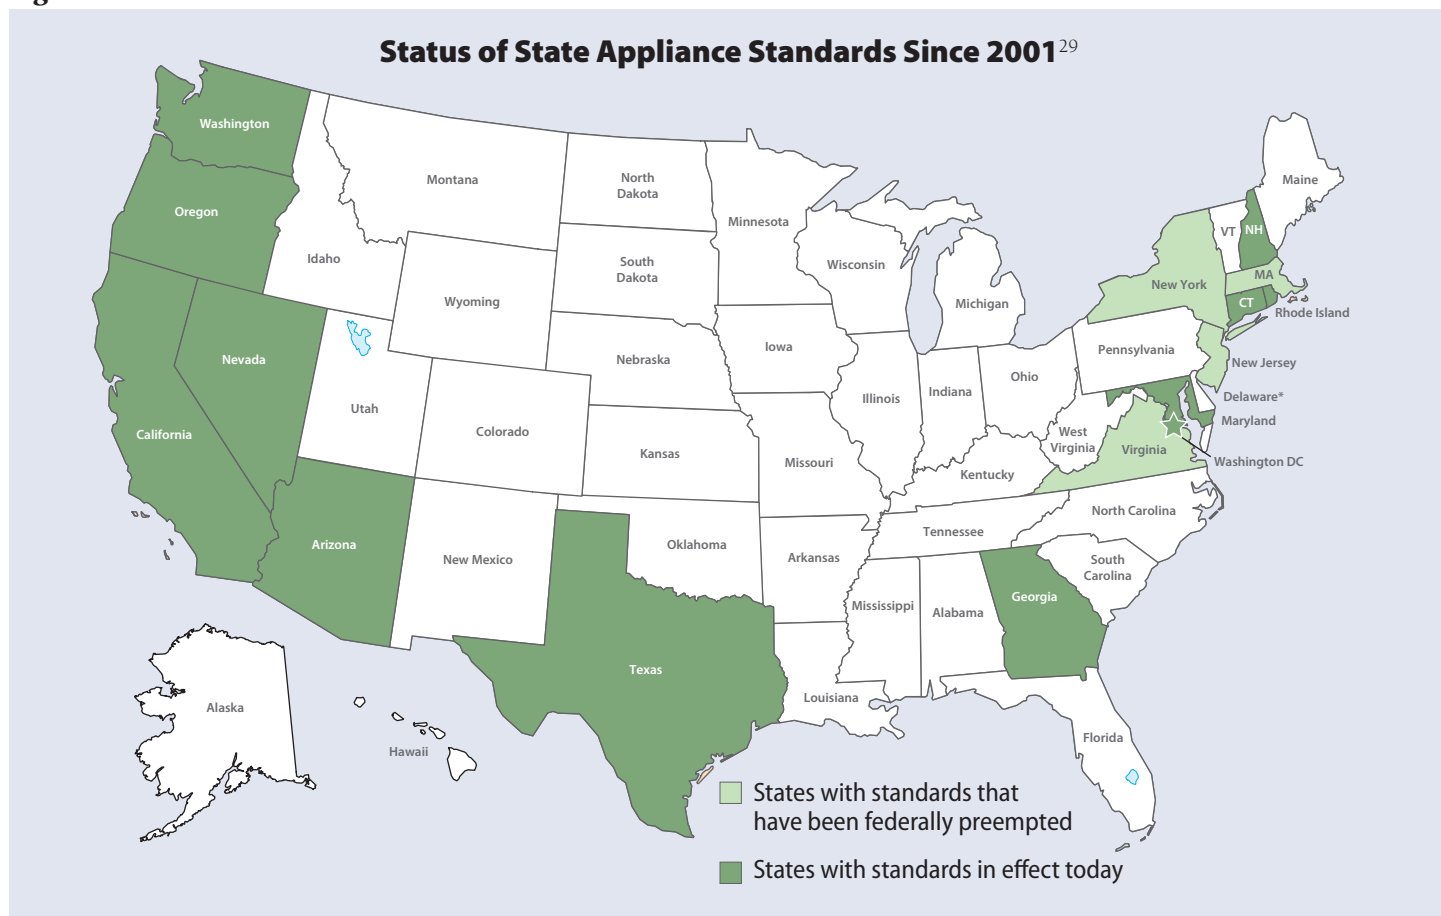 Status of State Appliance Standards Since 2001²⁹
Washington
Oregon
California
Nevada
Idaho
Montana
Wyoming
Utah
Arizona
Colorado
New Mexico
North
Dakota
South
Dakota
Nebraska
Kansas
Oklahoma
Texas
Minnesota
Iowa
Missouri
Arkansas
Louisiana
Wisconsin
Illinois
Michigan
Indiana
Ohio
Kentucky
Tennessee
Mississippi
Alabama
Georgia
Florida
South
Carolina
North Carolina
Virginia
West
Virginia
Pennsylvania
New York
VT
NH
Maine
MA
CT
Rhode Island
New Jersey
Delaware*
Maryland
Washington DC
Alaska
Hawaii
States with standards that
have been federally preempted
States with standards in effect today